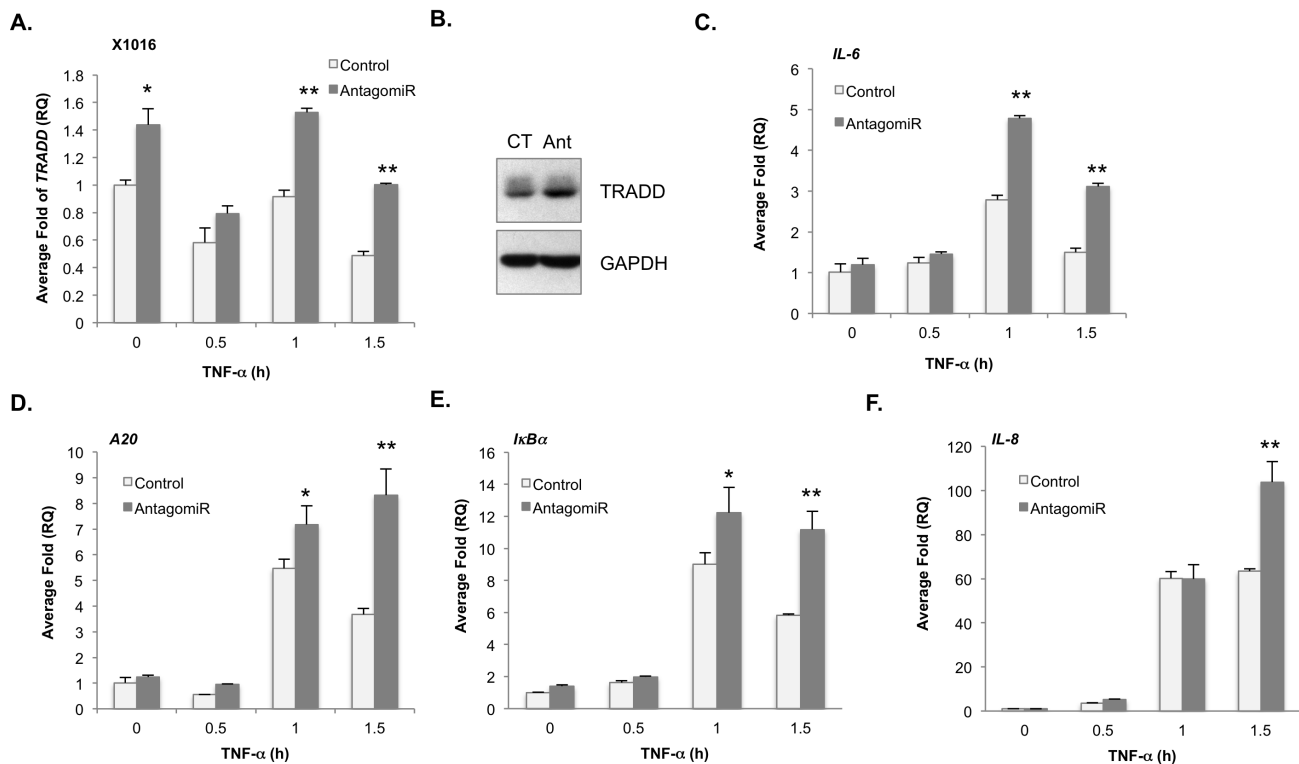 A.
X1016
Control
AntagomiR
Average Fold of TRADD (RQ)
1.8
1.6
1.4
1.2
1
0.8
0.6
0.4
0.2
0
*
**
**
0 0.5 1 1.5
TNF-α (h)
B.
CT Ant
TRADD
GAPDH
C.
IL-6
Control
AntagomiR
Average Fold (RQ)
6
5
4
3
2
1
0
**
**
0 0.5 1 1.5
TNF-α (h)
D.
A20
Control
AntagomiR
Average Fold (RQ)
10
9
8
7
6
5
4
3
2
1
0
*
**
0 0.5 1 1.5
TNF-α (h)
E.
IκBα
Control
AntagomiR
Average Fold (RQ)
16
14
12
10
8
6
4
2
0
*
**
0 0.5 1 1.5
TNF-α (h)
F.
IL-8
Control
AntagomiR
Average Fold (RQ)
120
100
80
60
40
20
0
**
0 0.5 1 1.5
TNF-α (h)